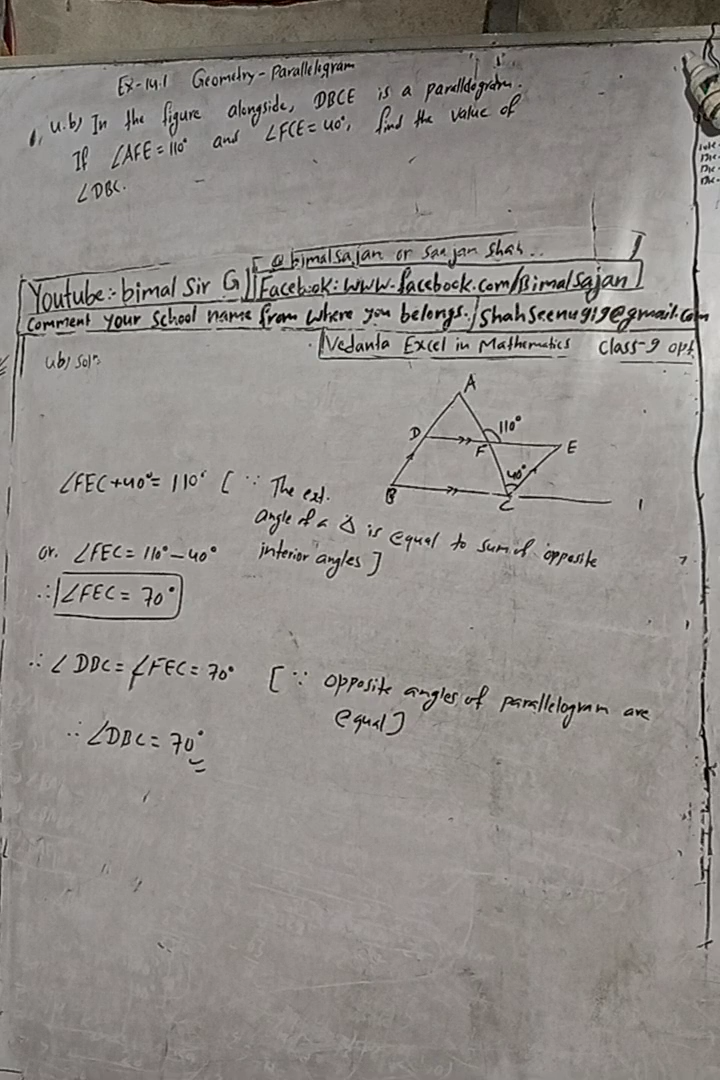 Ex-14.1 Geometry-Parallelogram
4.b) In the figure alongside, DBCE is a parallelogram.
If ∠AFE = 110° and ∠FCE = 40°, find the value of
∠DBC.
@bimalsajan or Sanjan Shah..
Youtube:- bimal Sir G || Facebook: www.facebook.com/Bimalsajan
Comment your School name from where you belongs. / Shahseenu919@gmail.com
Vedanta Excel in Mathematics Class-9 opt
4b) Solⁿ:
A
D
110°
F
E
40°
B
C
∠FEC + 40° = 110° [∵ The ext.
angle of a Δ is equal to sum of opposite
interior angles]
or. ∠FEC = 110° - 40°
∴ ∠FEC = 70°
∴ ∠DBC = ∠FEC = 70° [∵ opposite angles of parallelogram are
equal]
∴ ∠DBC = 70°